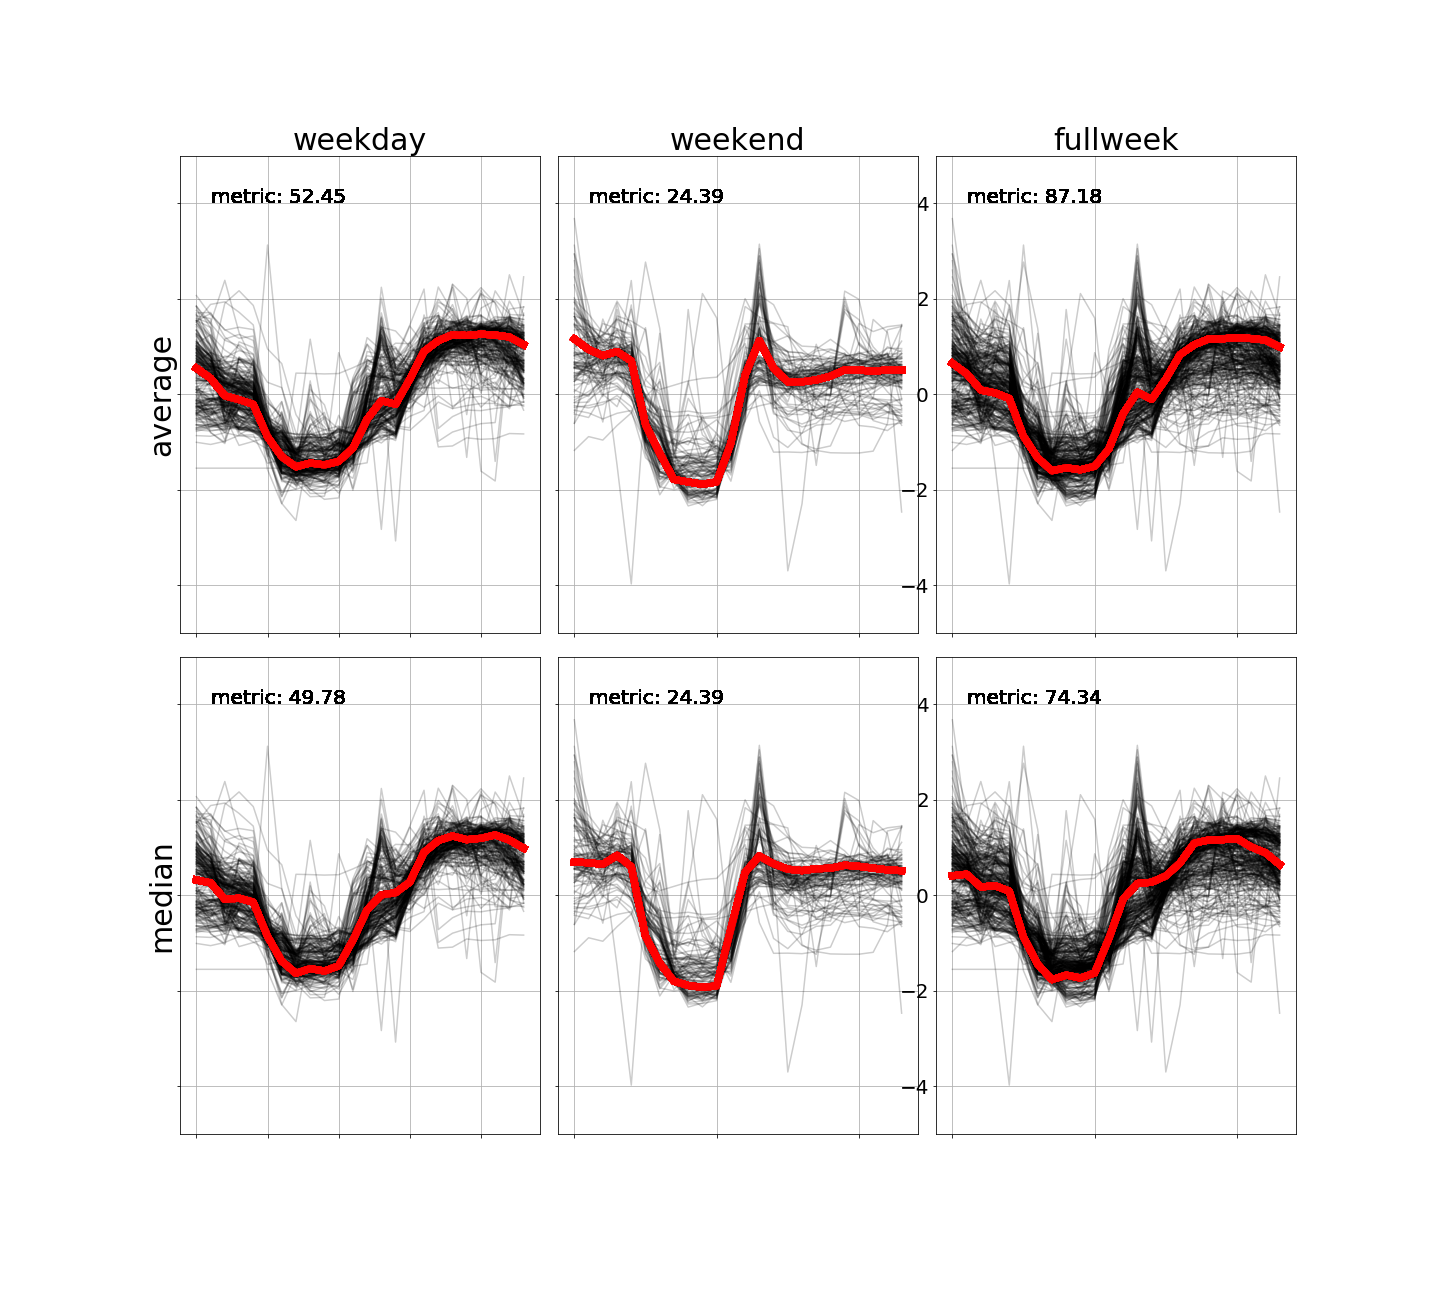 weekday weekend fullweek
average
metric: 52.45
metric: 24.39
metric: 87.18
4
2
0
−2
−4
median
metric: 49.78
metric: 24.39
metric: 74.34
4
2
0
−2
−4